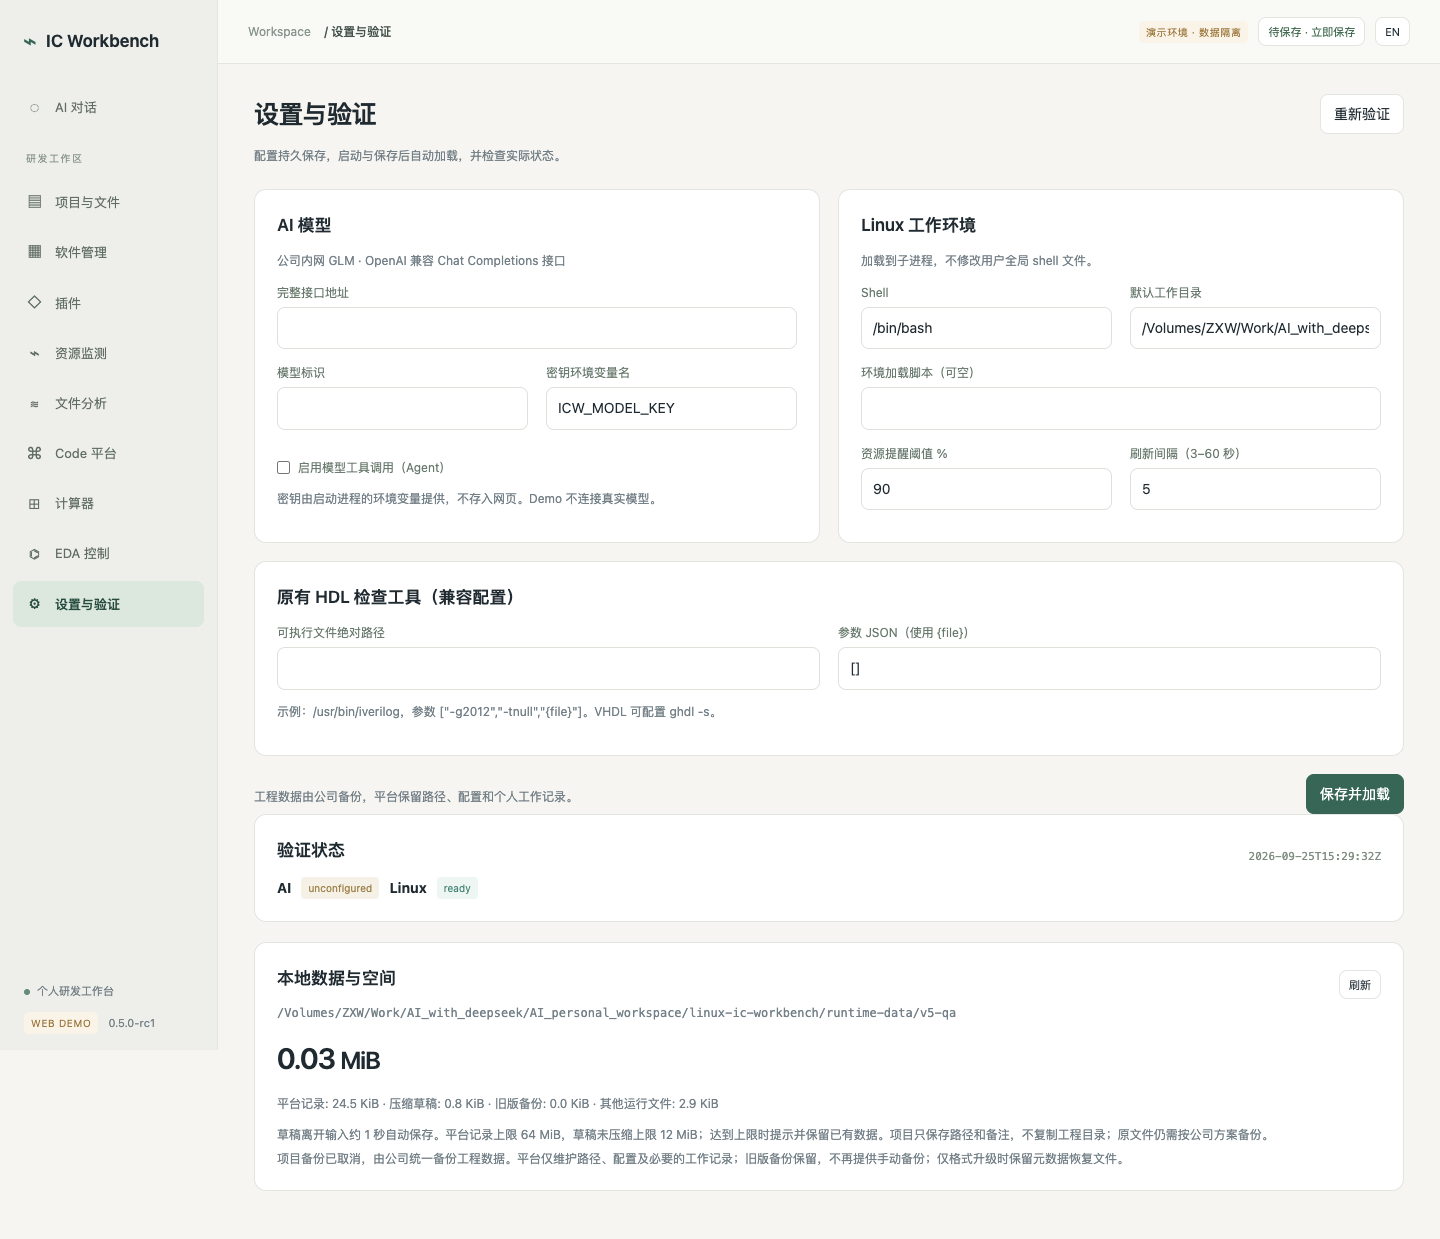 IC Workbench
AI 对话
研发工作区
项目与文件
软件管理
插件
资源监测
文件分析
Code 平台
计算器
EDA 控制
设置与验证
个人研发工作台
WEB DEMO 0.5.0-rc1
Workspace / 设置与验证
演示环境 · 数据隔离
待保存 · 立即保存
EN
设置与验证
重新验证
配置持久保存，启动与保存后自动加载，并检查实际状态。
AI 模型
公司内网 GLM · OpenAI 兼容 Chat Completions 接口
完整接口地址
模型标识
密钥环境变量名
ICW_MODEL_KEY
启用模型工具调用（Agent）
密钥由启动进程的环境变量提供，不存入网页。Demo 不连接真实模型。
Linux 工作环境
加载到子进程，不修改用户全局 shell 文件。
Shell
默认工作目录
/bin/bash
/Volumes/ZXW/Work/AI_with_deeps
环境加载脚本（可空）
资源提醒阈值 %
刷新间隔（3–60 秒）
90
5
原有 HDL 检查工具（兼容配置）
可执行文件绝对路径
参数 JSON（使用 {file}）
[]
示例：/usr/bin/iverilog，参数 ["-g2012","-tnull","{file}"]。VHDL 可配置 ghdl -s。
工程数据由公司备份，平台保留路径、配置和个人工作记录。
保存并加载
验证状态
2026-09-25T15:29:32Z
AI unconfigured Linux ready
本地数据与空间
刷新
/Volumes/ZXW/Work/AI_with_deepseek/AI_personal_workspace/linux-ic-workbench/runtime-data/v5-qa
0.03 MiB
平台记录: 24.5 KiB · 压缩草稿: 0.8 KiB · 旧版备份: 0.0 KiB · 其他运行文件: 2.9 KiB
草稿离开输入约 1 秒自动保存。平台记录上限 64 MiB，草稿未压缩上限 12 MiB；达到上限时提示并保留已有数据。项目只保存路径和备注，不复制工程目录；原文件仍需按公司方案备份。
项目备份已取消，由公司统一备份工程数据。平台仅维护路径、配置及必要的工作记录；旧版备份保留，不再提供手动备份；仅格式升级时保留元数据恢复文件。